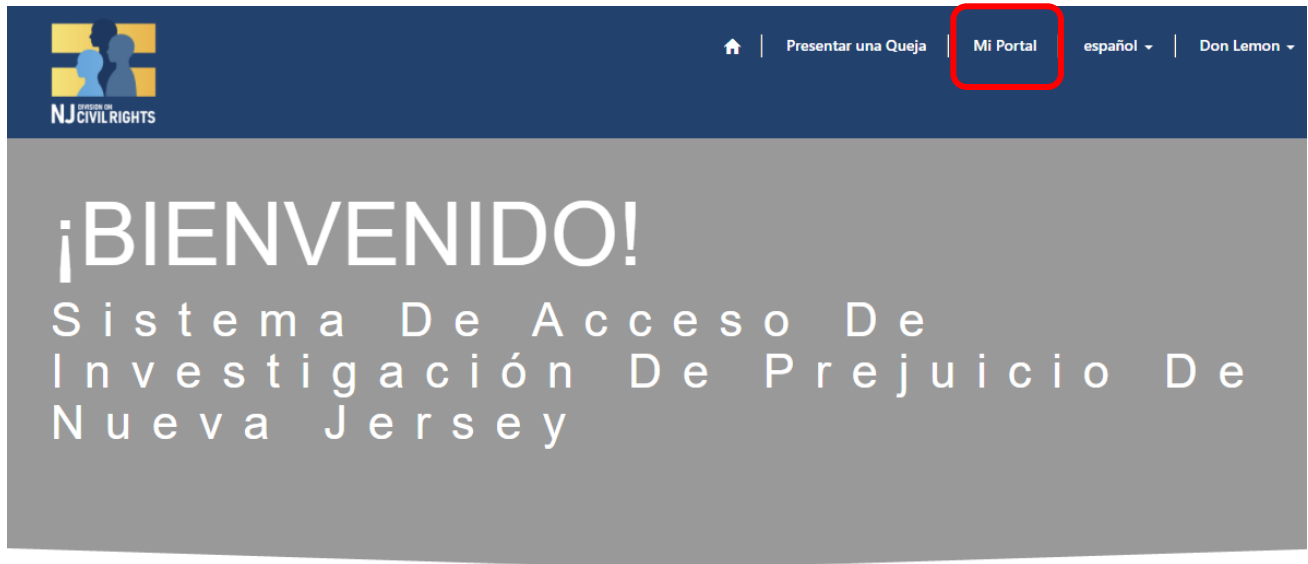 Presentar una Queja Mi Portal español Don Lemon
NJ DIVISION ON CIVIL RIGHTS
¡BIENVENIDO!
Sistema De Acceso De
Investigación De Prejuicio De
Nueva Jersey